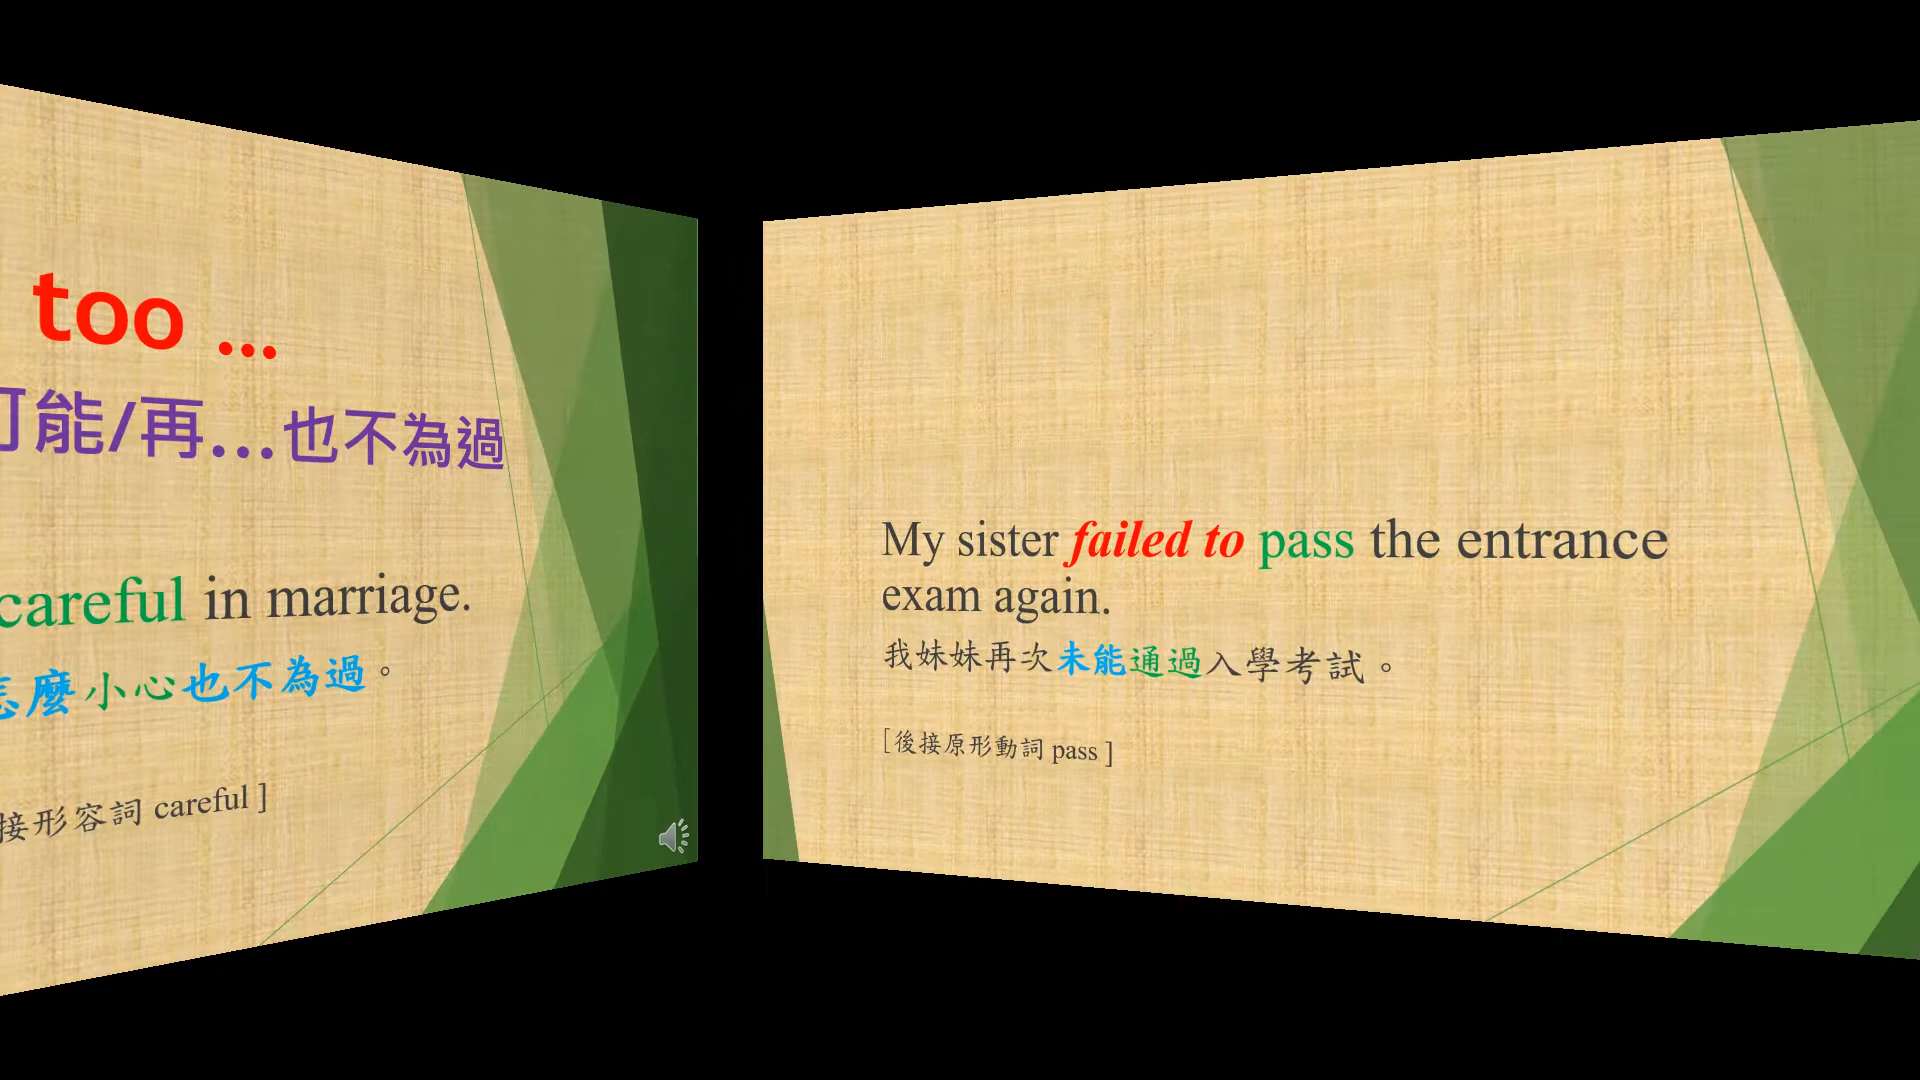 too ...
可能/再...也不為過
careful in marriage.
怎麼小心也不為過。
接形容詞 careful ]
My sister failed to pass the entrance
exam again.
我妹妹再次未能通過入學考試。
[後接原形動詞 pass ]